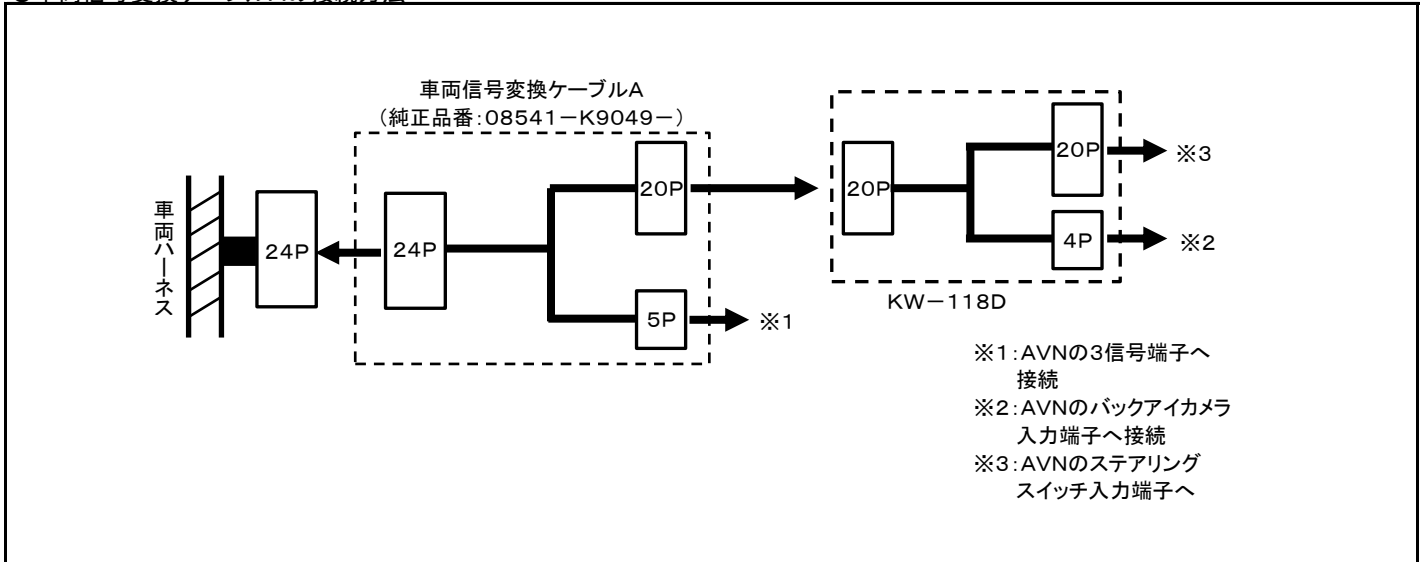 車両信号変換ケーブルA
(純正品番:08541-K9049-)
車両ハーネス
24P
24P
20P
5P
※1
20P
20P
4P
※3
※2
KW-118D
※1:AVNの3信号端子へ
接続
※2:AVNのバックアイカメラ
入力端子へ接続
※3:AVNのステアリング
スイッチ入力端子へ